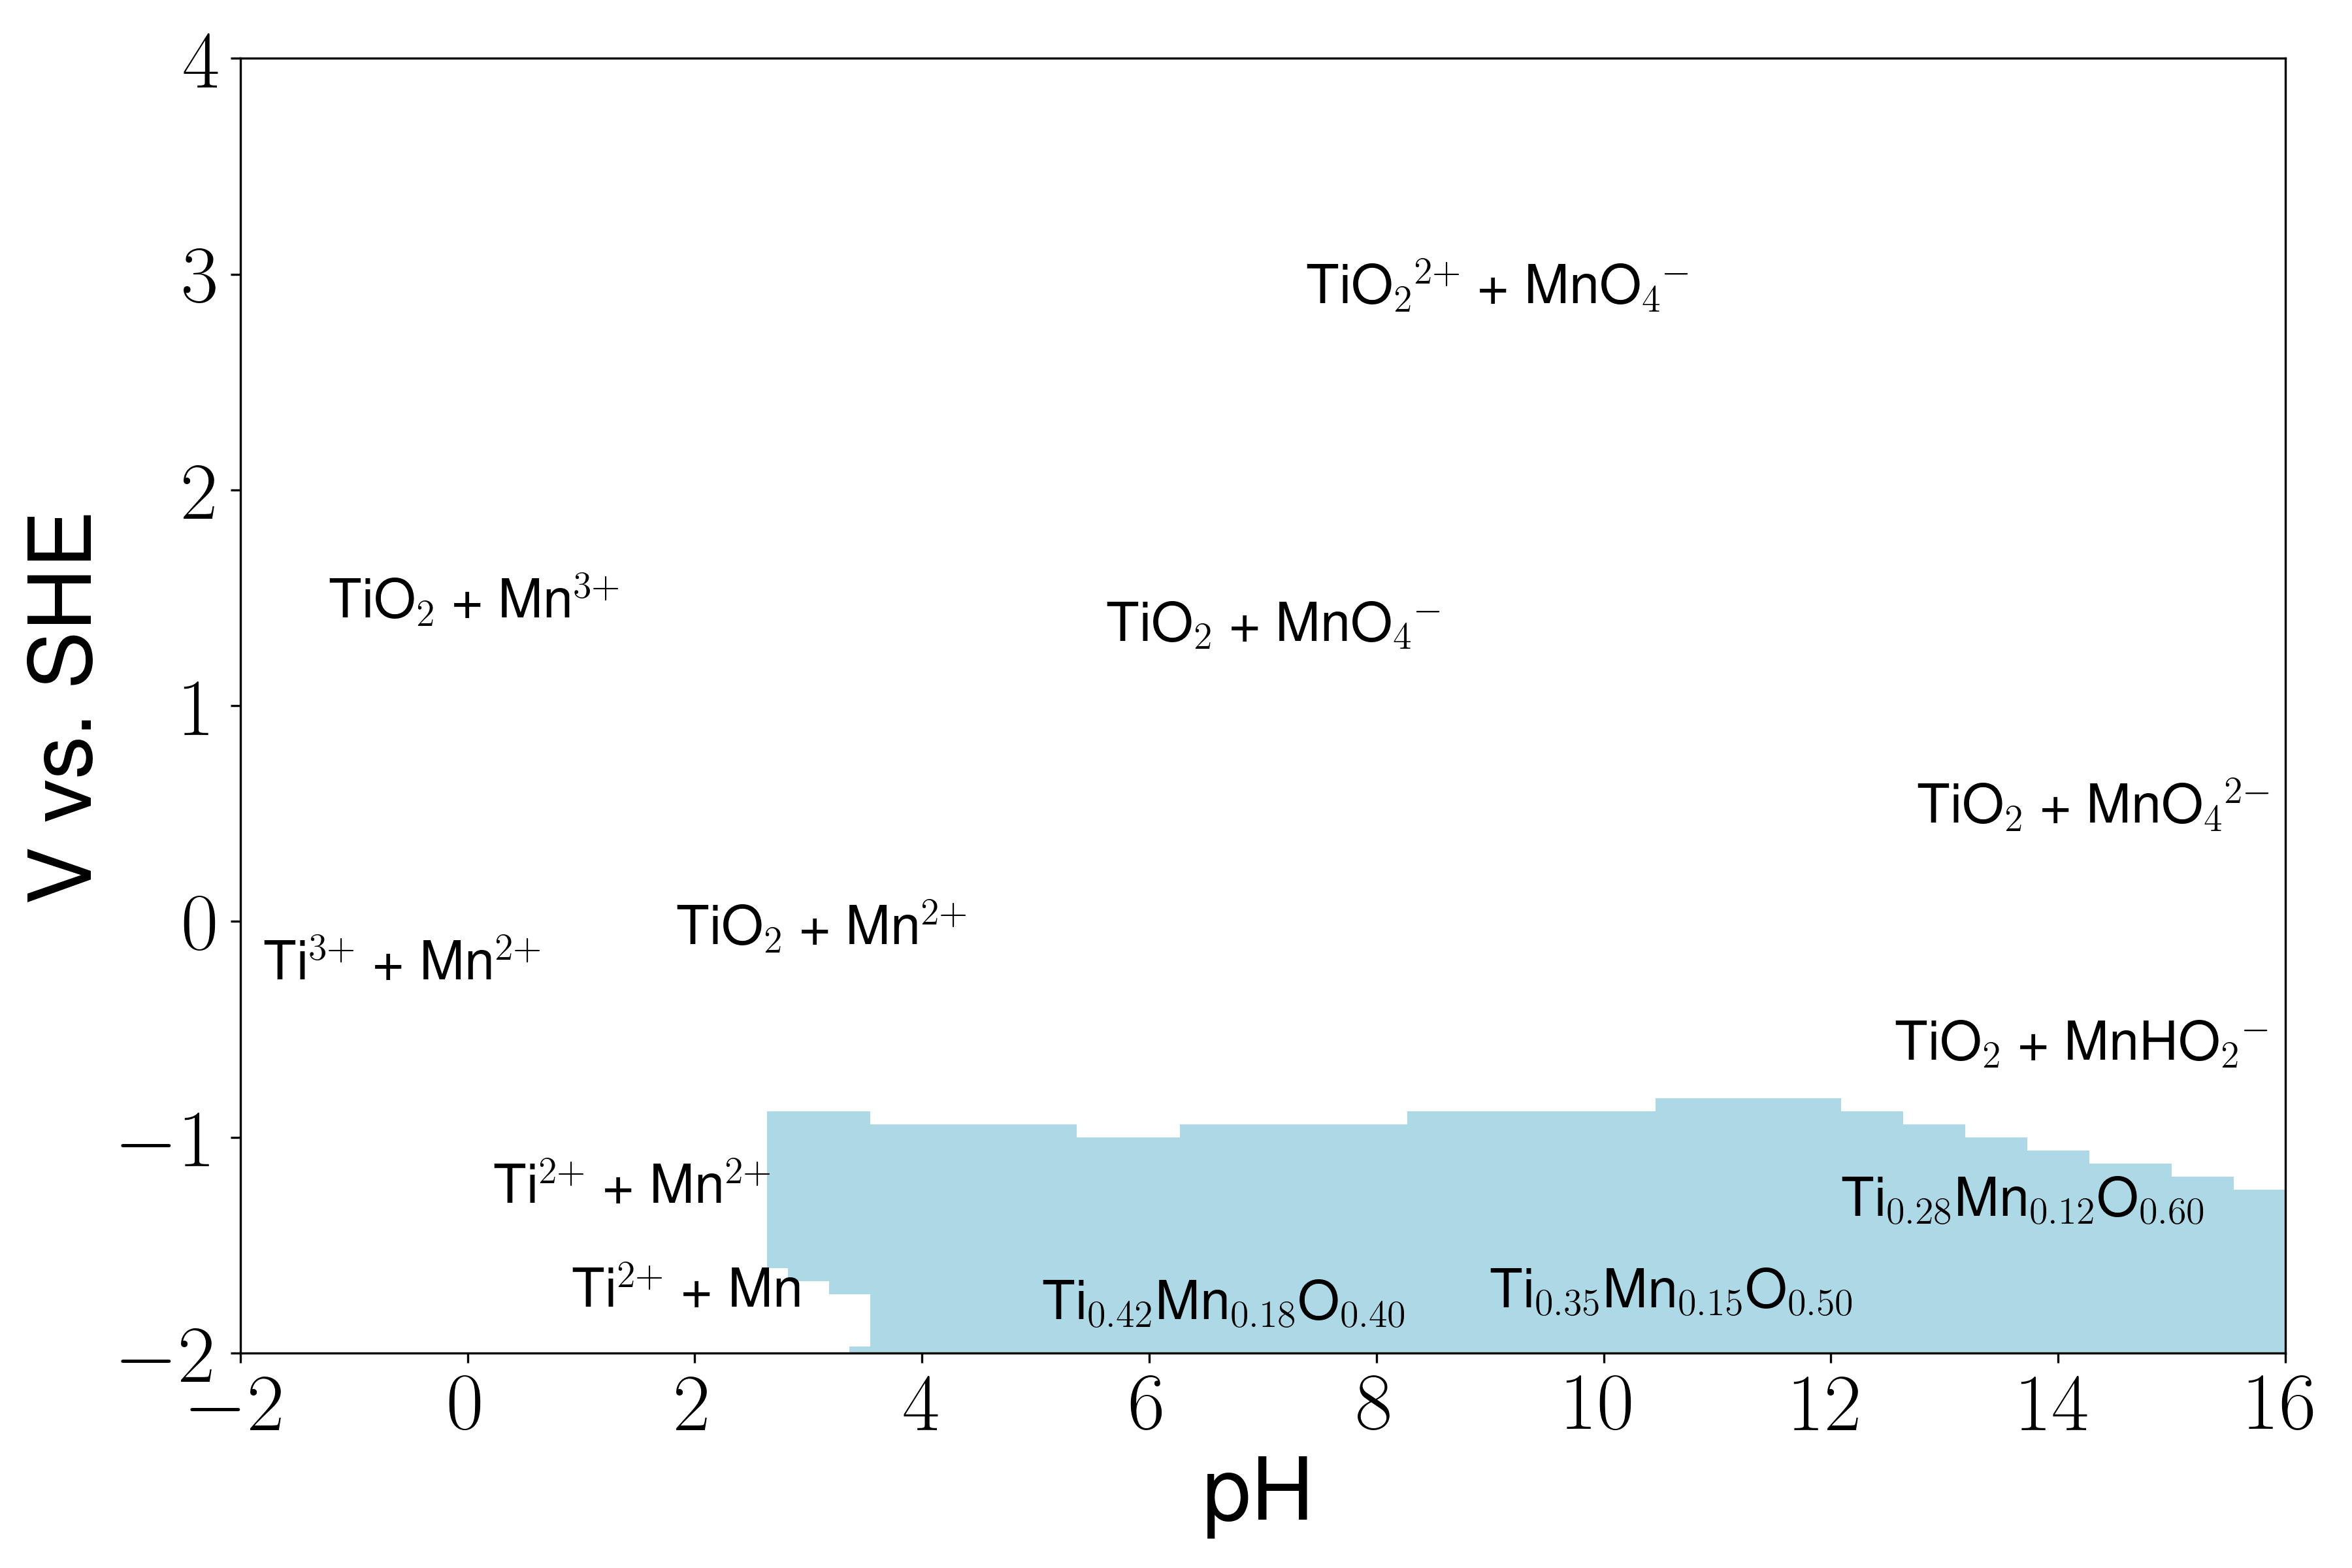 4
3
2
1
0
−1
−2
V vs. SHE
TiO₂²⁺ + MnO₄⁻
TiO₂ + Mn³⁺
TiO₂ + MnO₄⁻
TiO₂ + MnO₄²⁻
TiO₂ + Mn²⁺
Ti³⁺ + Mn²⁺
TiO₂ + MnHO₂⁻
Ti²⁺ + Mn²⁺
Ti₀.₂₈Mn₀.₁₂O₀.₆₀
Ti²⁺ + Mn
Ti₀.₄₂Mn₀.₁₈O₀.₄₀
Ti₀.₃₅Mn₀.₁₅O₀.₅₀
−2 0 2 4 6 8 10 12 14 16
pH